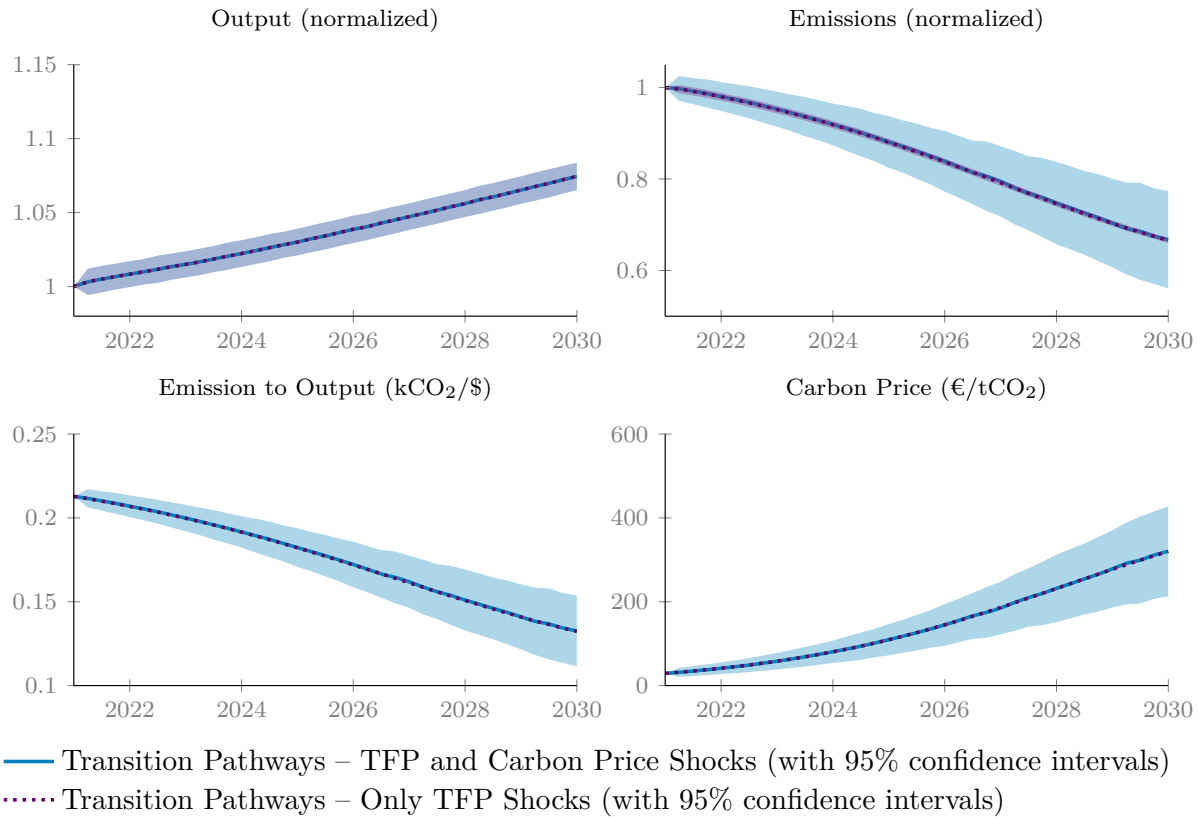 Output (normalized)
1.15
1.1
1.05
1
2022 2024 2026 2028 2030
Emissions (normalized)
1
0.8
0.6
2022 2024 2026 2028 2030
Emission to Output (kCO₂/$)
0.25
0.2
0.15
0.1
2022 2024 2026 2028 2030
Carbon Price (€/tCO₂)
600
400
200
0
2022 2024 2026 2028 2030
Transition Pathways – TFP and Carbon Price Shocks (with 95% confidence intervals)
Transition Pathways – Only TFP Shocks (with 95% confidence intervals)